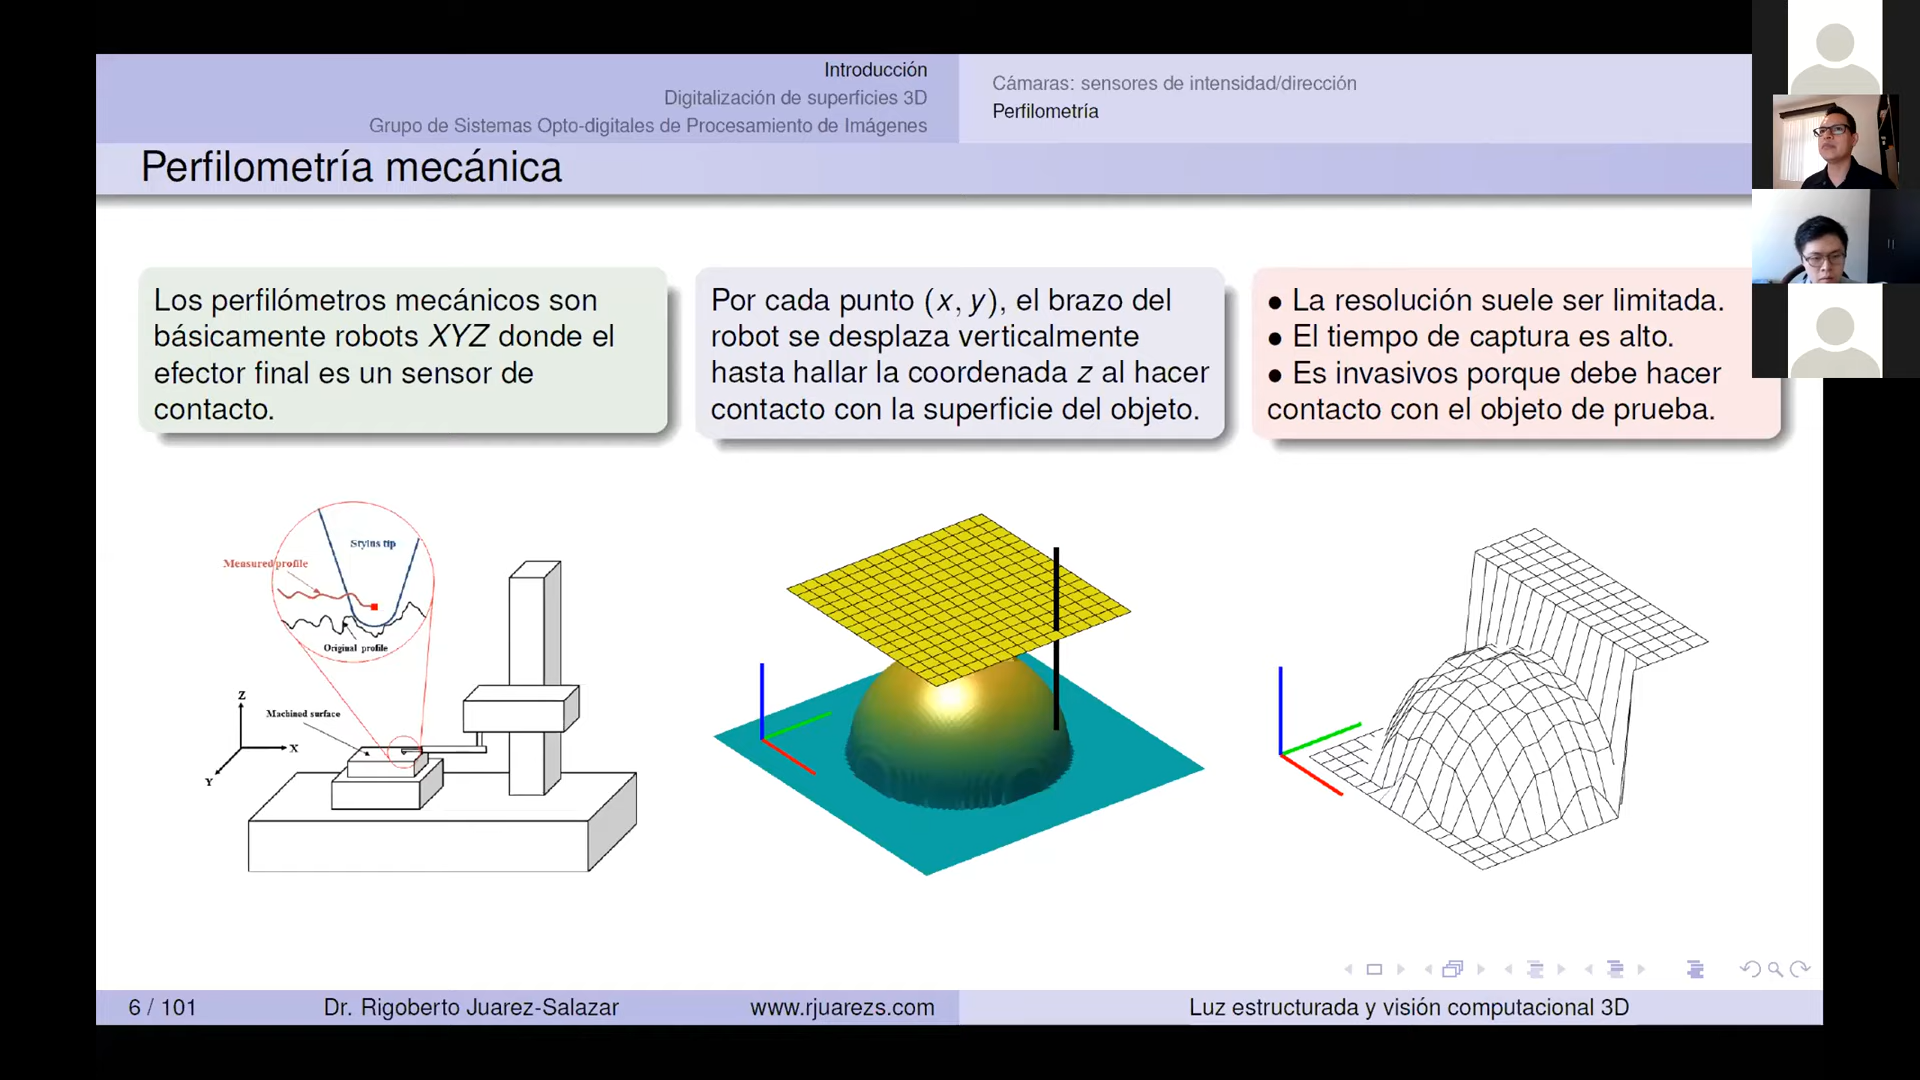 Introducción
Digitalización de superficies 3D
Grupo de Sistemas Opto-digitales de Procesamiento de Imágenes
Cámaras: sensores de intensidad/dirección
Perfilometría
Perfilometría mecánica
Los perfilómetros mecánicos son
básicamente robots XYZ donde el
efector final es un sensor de
contacto.
Por cada punto (x, y), el brazo del
robot se desplaza verticalmente
hasta hallar la coordenada z al hacer
contacto con la superficie del objeto.
• La resolución suele ser limitada.
• El tiempo de captura es alto.
• Es invasivos porque debe hacer
contacto con el objeto de prueba.
Stylus tip
Measured profile
Original profile
Machined surface
Z
X
Y
6 / 101
Dr. Rigoberto Juarez-Salazar
www.rjuarezs.com
Luz estructurada y visión computacional 3D